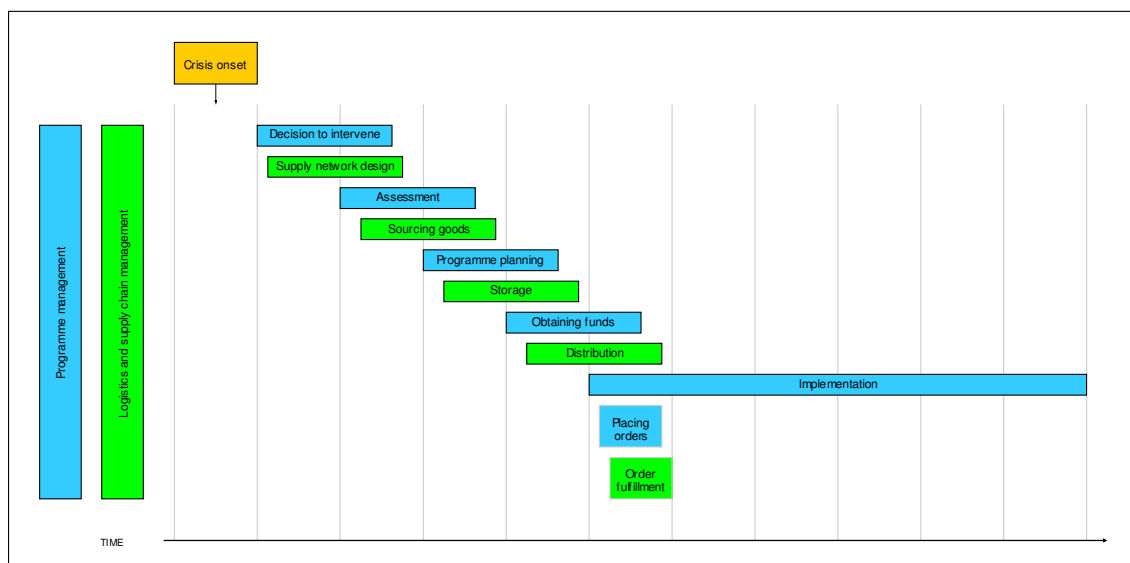 Crisis onset
Decision to intervene
Supply network design
Assessment
Sourcing goods
Programme planning
Storage
Obtaining funds
Distribution
Implementation
Placing
orders
Order
fulfillment
Programme management
Logistics and supply chain management
TIME